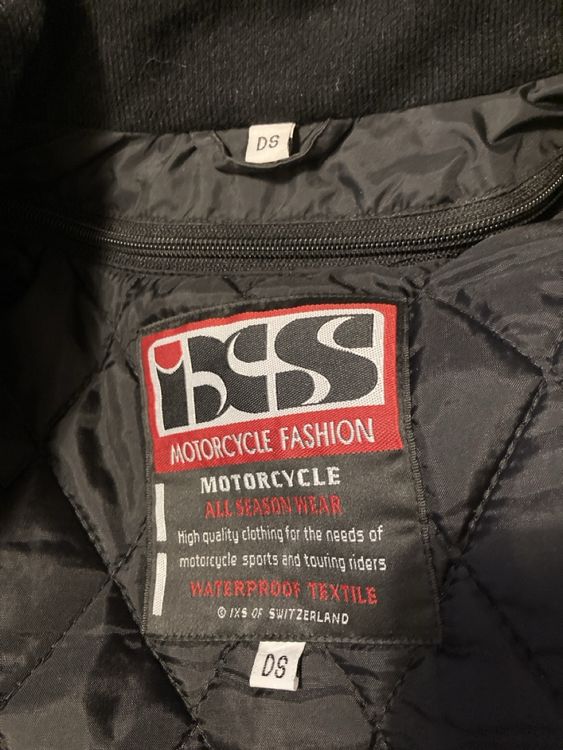 DS
iXS
MOTORCYCLE FASHION
MOTORCYCLE
ALL SEASON WEAR
High quality clothing for the needs of
motorcycle sports and touring riders
WATERPROOF TEXTILE
© IXS OF SWITZERLAND
DS